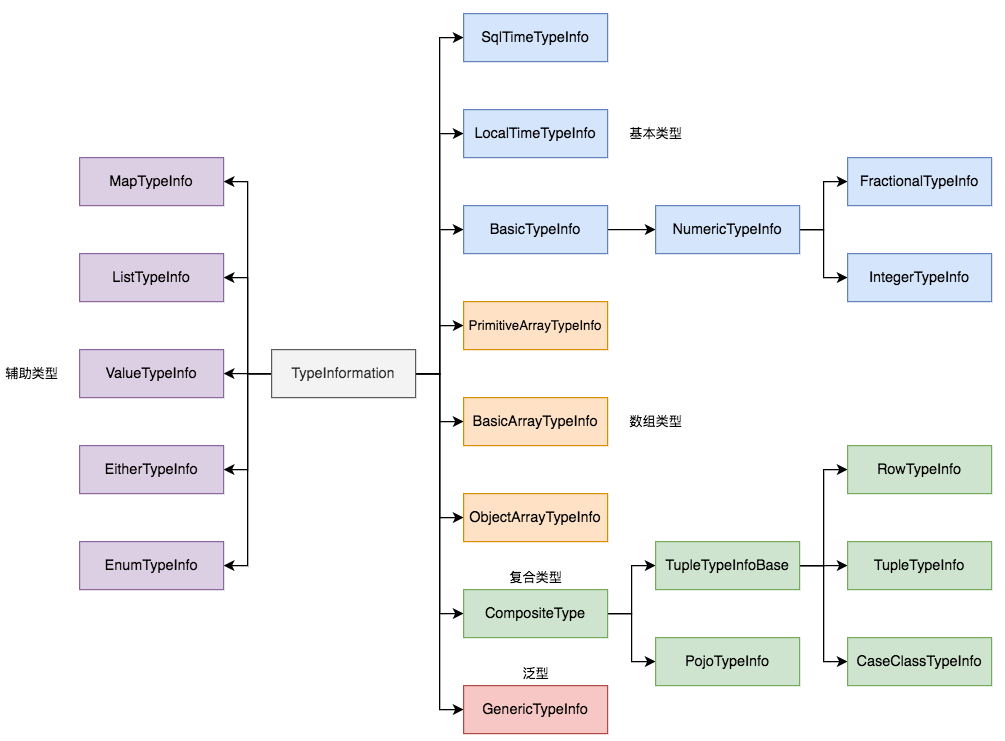 SqlTimeTypeInfo
LocalTimeTypeInfo
基本类型
MapTypeInfo
FractionalTypeInfo
BasicTypeInfo
NumericTypeInfo
ListTypeInfo
IntegerTypeInfo
PrimitiveArrayTypeInfo
辅助类型
ValueTypeInfo
TypeInformation
BasicArrayTypeInfo
数组类型
EitherTypeInfo
RowTypeInfo
ObjectArrayTypeInfo
EnumTypeInfo
复合类型
TupleTypeInfoBase
TupleTypeInfo
CompositeType
PojoTypeInfo
CaseClassTypeInfo
泛型
GenericTypeInfo